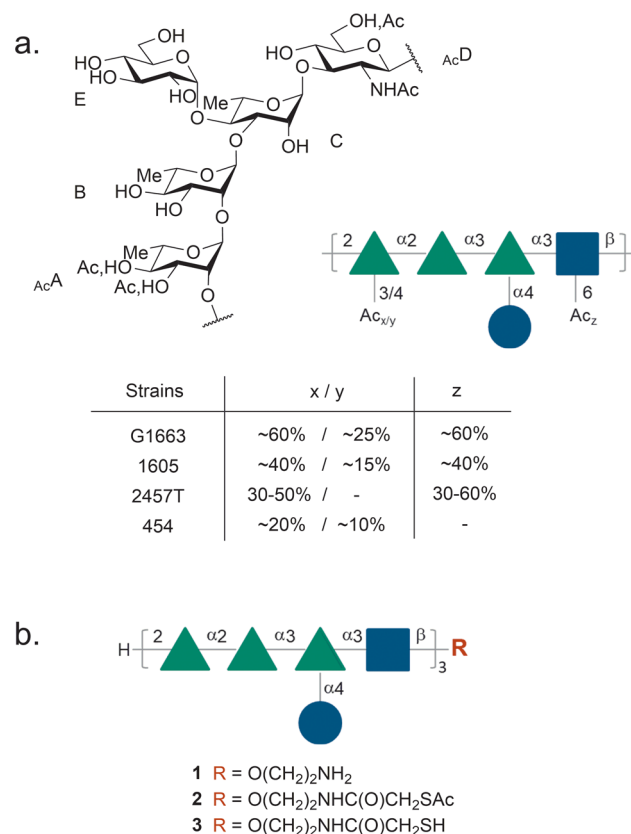 a.
OH
OH,Ac
HO
O
HO
O
O
AcD
HO
O
NHAc
E
HO
Me
O
O
O
C
O
OH
Me
O
B
HO
HO
O
Me
O
Ac,HO
AcA
Ac,HO
O
2 α2 α3 α3 β
3/4 α4 6
Acx/y Acz
Strains x / y z
G1663 ~60% / ~25% ~60%
1605 ~40% / ~15% ~40%
2457T 30-50% / - 30-60%
454 ~20% / ~10% -
b.
H 2 α2 α3 α3 β 3 R
α4
1 R = O(CH2)2NH2
2 R = O(CH2)2NHC(O)CH2SAc
3 R = O(CH2)2NHC(O)CH2SH